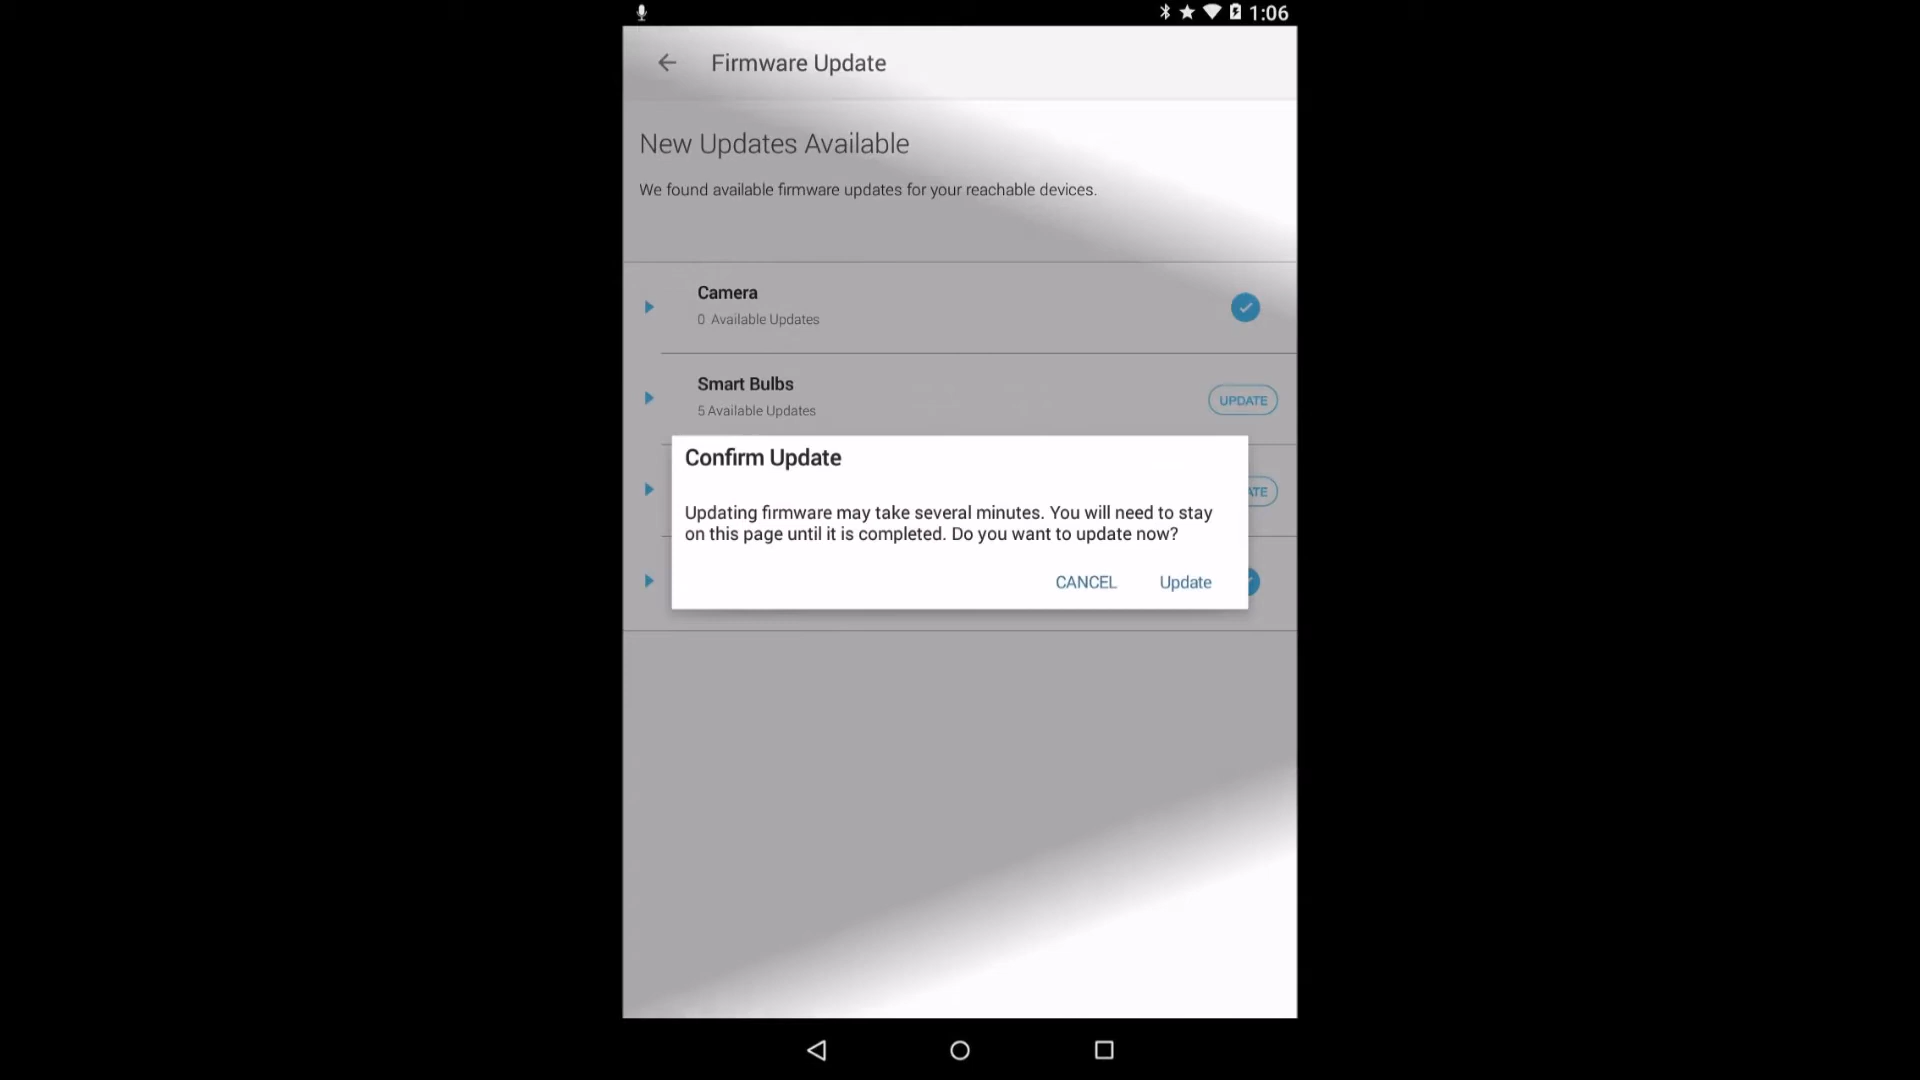 1:06
Firmware Update
New Updates Available
We found available firmware updates for your reachable devices.
Camera
0 Available Updates
Smart Bulbs
5 Available Updates
UPDATE
Confirm Update
Updating firmware may take several minutes. You will need to stay
on this page until it is completed. Do you want to update now?
CANCEL
Update